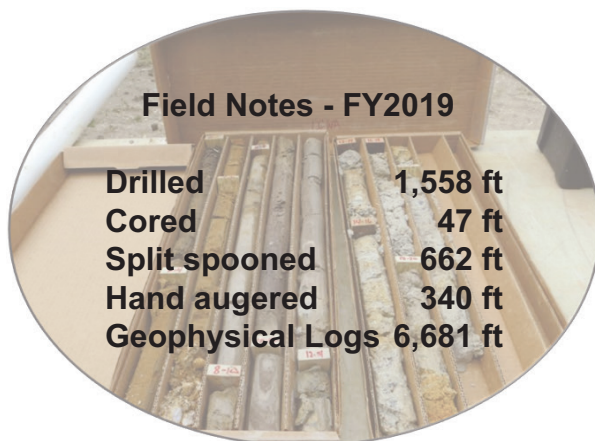 Field Notes - FY2019
Drilled 1,558 ft
Cored 47 ft
Split spooned 662 ft
Hand augered 340 ft
Geophysical Logs 6,681 ft